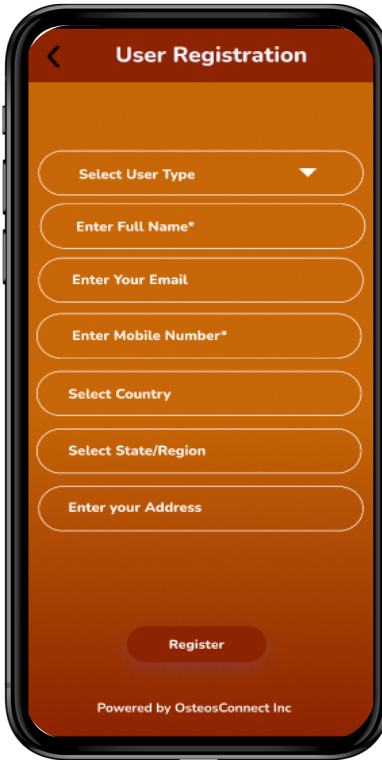 User Registration
Select User Type
Enter Full Name*
Enter Your Email
Enter Mobile Number*
Select Country
Select State/Region
Enter your Address
Register
Powered by OsteosConnect Inc